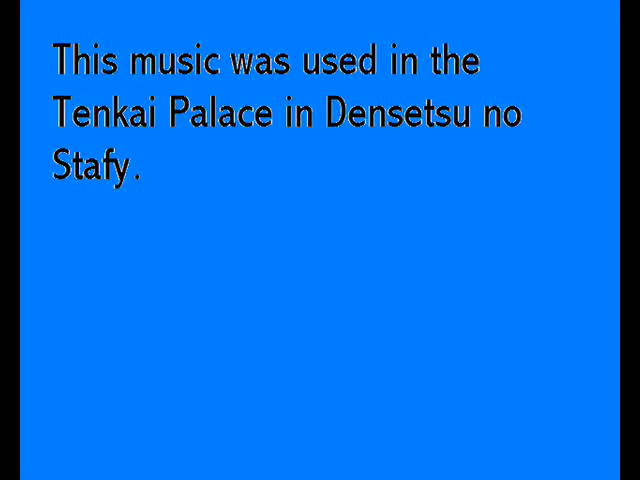 This music was used in the
Tenkai Palace in Densetsu no
Stafy.